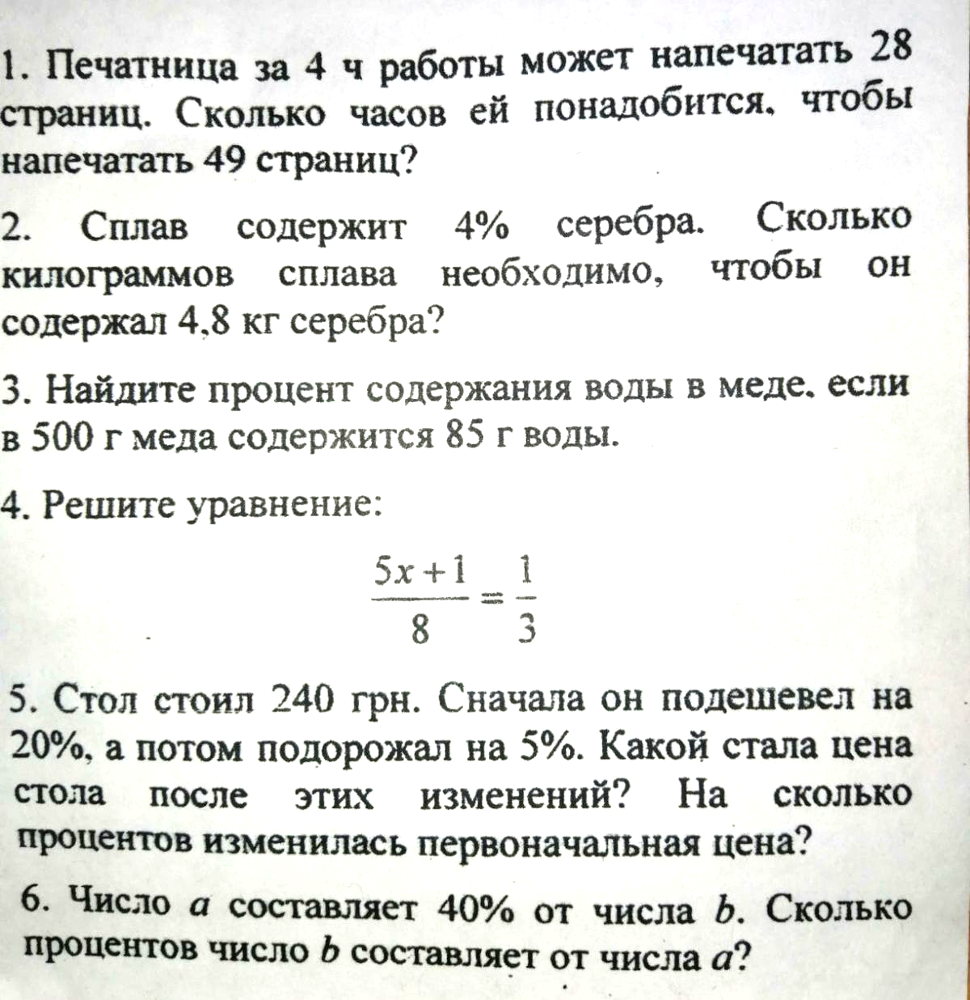 1. Печатница за 4 ч работы может напечатать 28
страниц. Сколько часов ей понадобится, чтобы
напечатать 49 страниц?
2. Сплав содержит 4% серебра. Сколько
килограммов сплава необходимо, чтобы он
содержал 4,8 кг серебра?
3. Найдите процент содержания воды в меде, если
в 500 г меда содержится 85 г воды.
4. Решите уравнение:
5x + 1
8
=
1
3
5. Стол стоил 240 грн. Сначала он подешевел на
20%, а потом подорожал на 5%. Какой стала цена
стола после этих изменений? На сколько
процентов изменилась первоначальная цена?
6. Число a составляет 40% от числа b. Сколько
процентов число b составляет от числа a?